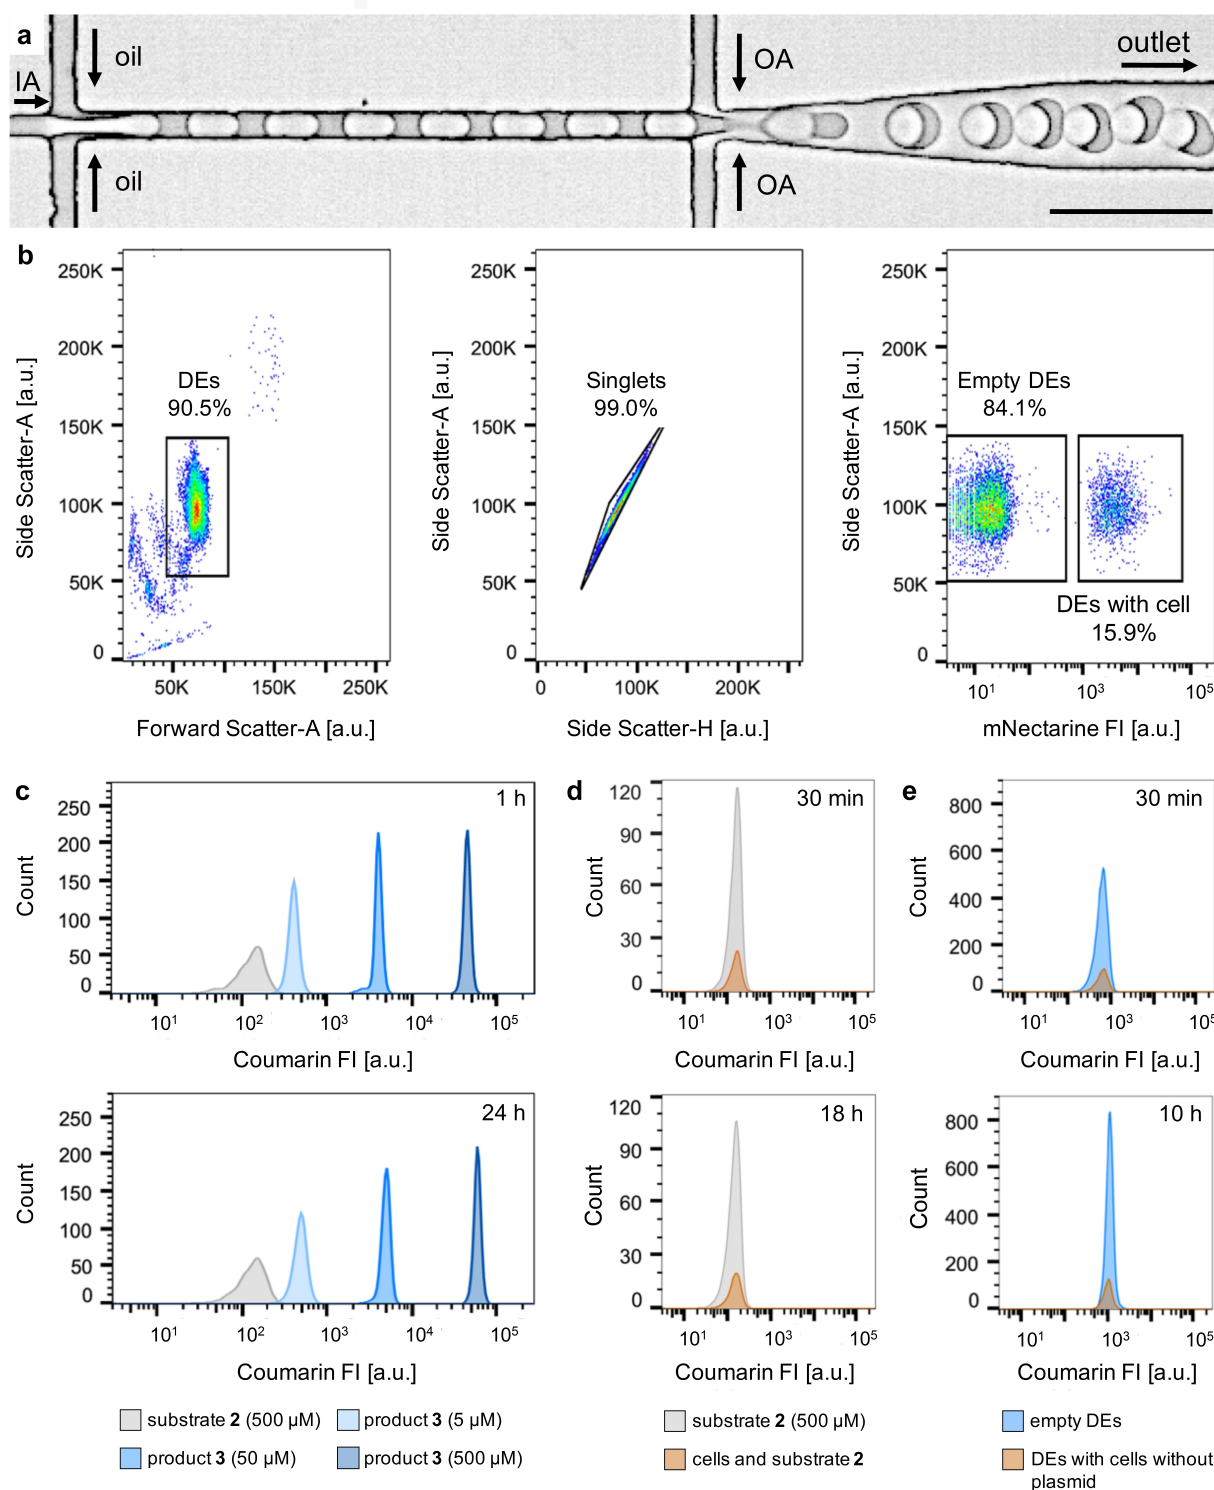 a
oil
OA
outlet
IA
oil
OA
b
250K
200K
150K
100K
50K
0
Side Scatter-A [a.u.]
DEs
90.5%
50K
150K
250K
Forward Scatter-A [a.u.]
250K
200K
150K
100K
50K
0
Side Scatter-A [a.u.]
Singlets
99.0%
0
100K
200K
Side Scatter-H [a.u.]
250K
200K
150K
100K
50K
0
Side Scatter-A [a.u.]
Empty DEs
84.1%
DEs with cell
15.9%
10¹
10³
10⁵
mNectarine FI [a.u.]
c
1 h
250
200
150
100
50
0
Count
10¹
10²
10³
10⁴
10⁵
Coumarin FI [a.u.]
24 h
250
200
150
100
50
0
Count
10¹
10²
10³
10⁴
10⁵
Coumarin FI [a.u.]
substrate 2 (500 µM)
product 3 (5 µM)
product 3 (50 µM)
product 3 (500 µM)
d
30 min
120
90
60
30
0
Count
10¹
10³
10⁵
Coumarin FI [a.u.]
18 h
120
90
60
30
0
Count
10¹
10³
10⁵
Coumarin FI [a.u.]
substrate 2 (500 µM)
cells and substrate 2
e
30 min
800
600
400
200
0
Count
10¹
10³
10⁵
Coumarin FI [a.u.]
10 h
800
600
400
200
0
Count
10¹
10³
10⁵
Coumarin FI [a.u.]
empty DEs
DEs with cells without
plasmid